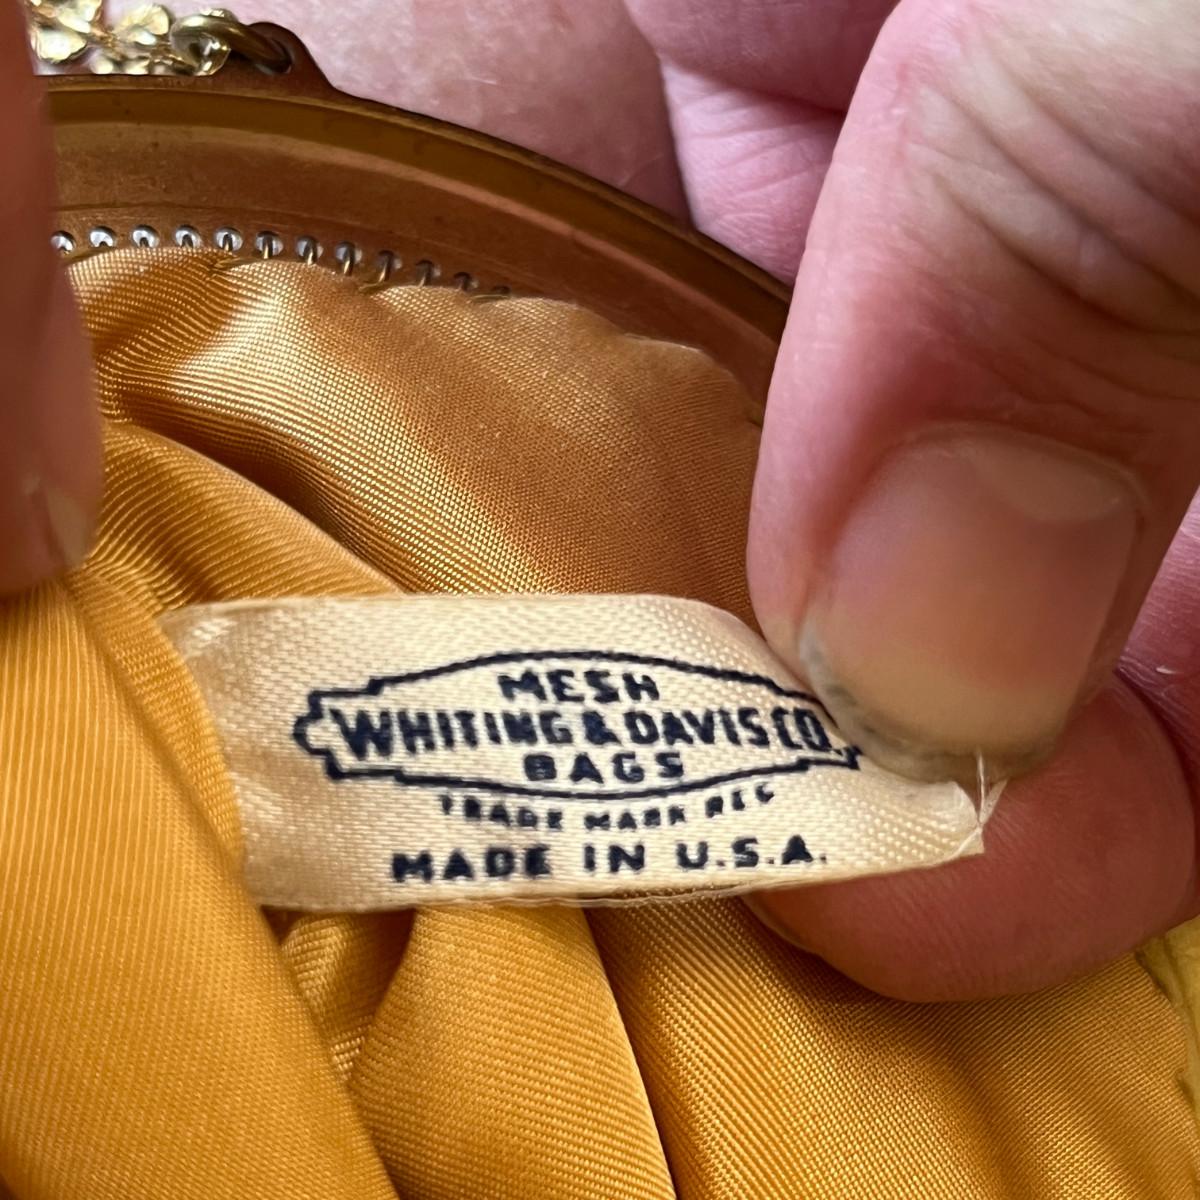 MESH
WHITING & DAVIS CO.
BAGS
TRADE MARK REG
MADE IN U.S.A.